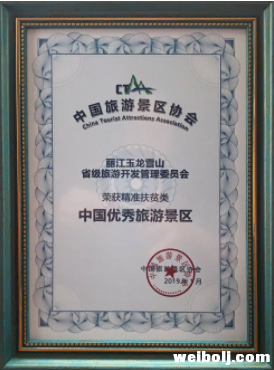 CT
中国旅游景区协会
China Tourist Attractions Association
丽江玉龙雪山
省级旅游开发管理委员会
荣获精准扶贫类
中国优秀旅游景区
中国旅游景区协会
2019年
月
welbolj.com